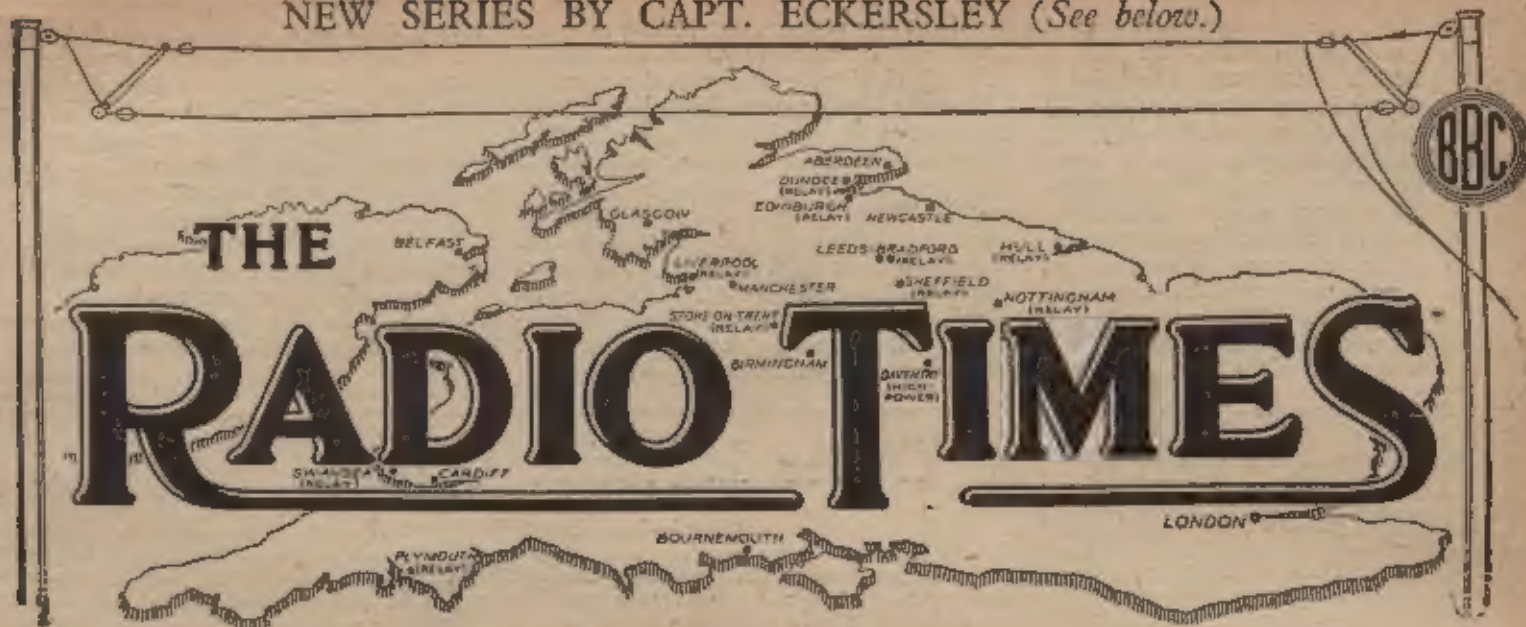 NEW SERIES BY CAPT. ECKERSLEY (See below.)
BBC
ABERDEEN
DUNDEE
(RELAY)
EDINBURGH
(RELAY)
NEWCASTLE
GLASGOW
THE
BELFAST
LEEDS-BRADFORD
(RELAY)
HULL
(RELAY)
LIVERPOOL
(RELAY)
MANCHESTER
SHEFFIELD
(RELAY)
NOTTINGHAM
(RELAY)
STOKE-ON-TRENT
(RELAY)
RADIO TIMES
BIRMINGHAM
DAVENTRY
(HIGH
POWER)
SWANSEA
(RELAY)
CARDIFF
LONDON
BOURNEMOUTH
PLYMOUTH
(RELAY)